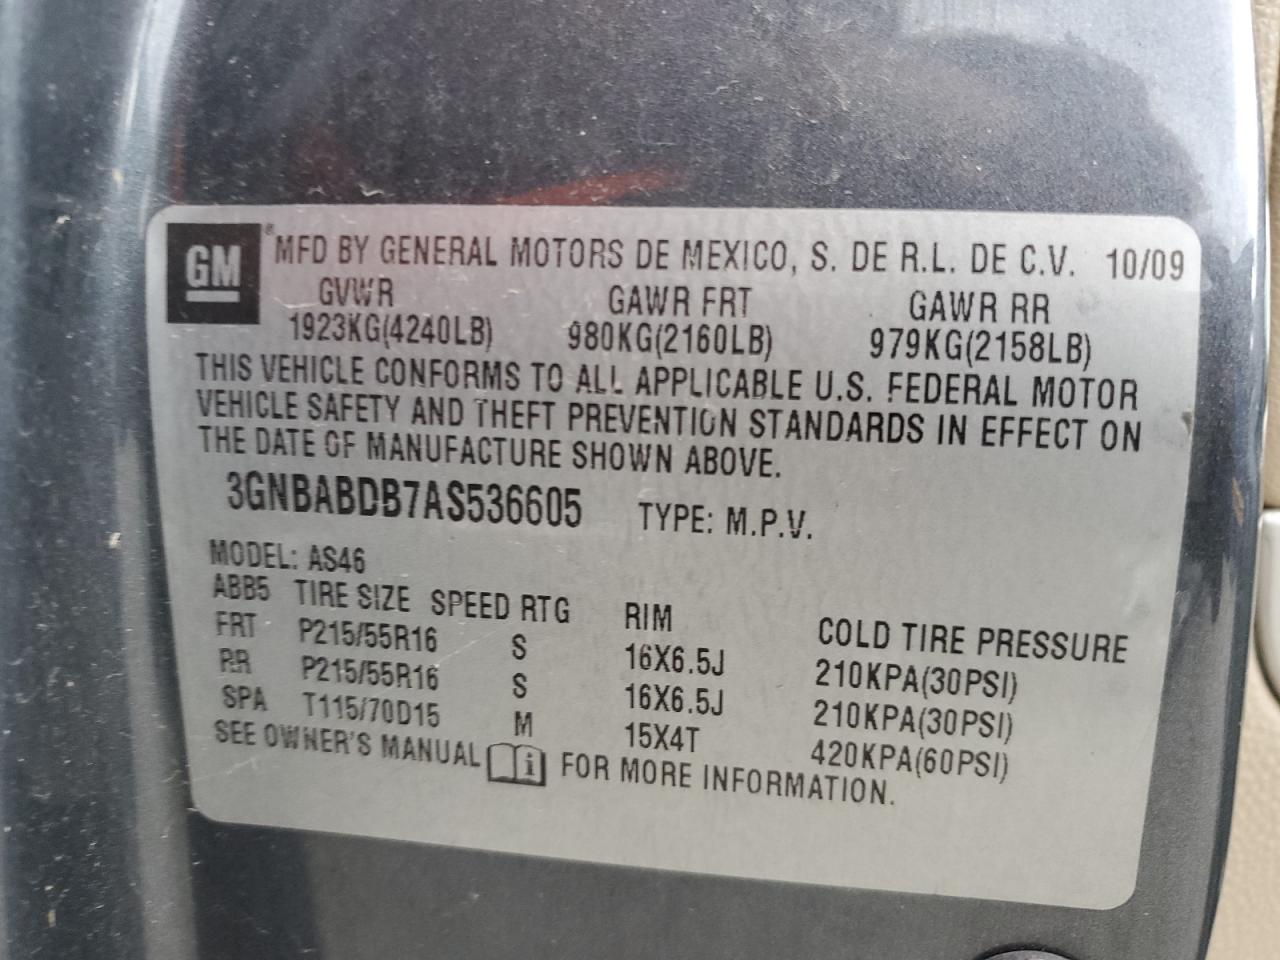 GM ® MFD BY GENERAL MOTORS DE MEXICO, S. DE R.L. DE C.V. 10/09
GVWR GAWR FRT GAWR RR
1923KG(4240LB) 980KG(2160LB) 979KG(2158LB)
THIS VEHICLE CONFORMS TO ALL APPLICABLE U.S. FEDERAL MOTOR
VEHICLE SAFETY AND THEFT PREVENTION STANDARDS IN EFFECT ON
THE DATE OF MANUFACTURE SHOWN ABOVE.
3GNBABDB7AS536605 TYPE: M.P.V.
MODEL: AS46
ABB5 TIRE SIZE SPEED RTG RIM COLD TIRE PRESSURE
FRT P215/55R16 S 16X6.5J 210KPA(30PSI)
RR P215/55R16 S 16X6.5J 210KPA(30PSI)
SPA T115/70D15 M 15X4T 420KPA(60PSI)
SEE OWNER'S MANUAL i FOR MORE INFORMATION.